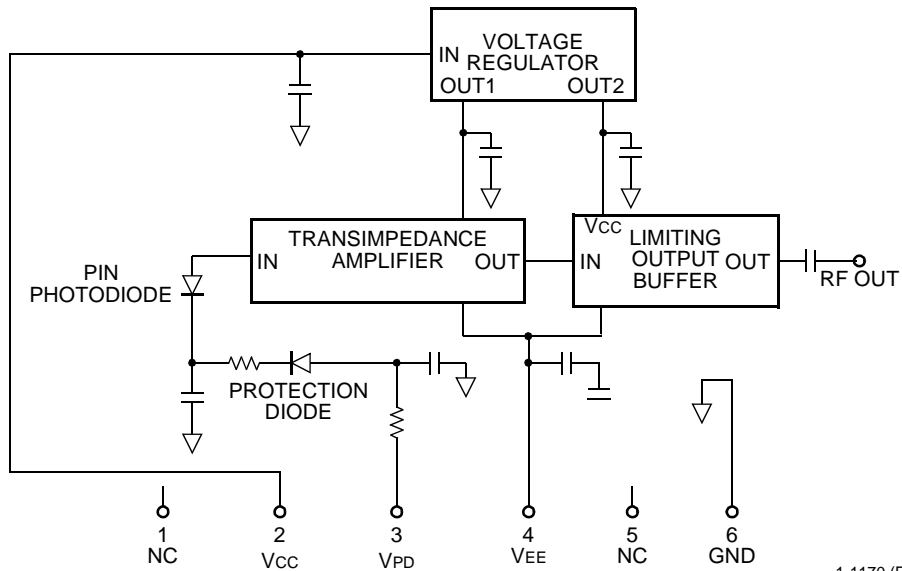 VOLTAGE
REGULATOR
IN
OUT1 OUT2
TRANSIMPEDANCE
AMPLIFIER
IN
OUT
VCC
LIMITING
OUTPUT
BUFFER
IN
OUT
RF OUT
PIN
PHOTODIODE
PROTECTION
DIODE
1 2 3 4 5 6
NC VCC VPD VEE NC GND